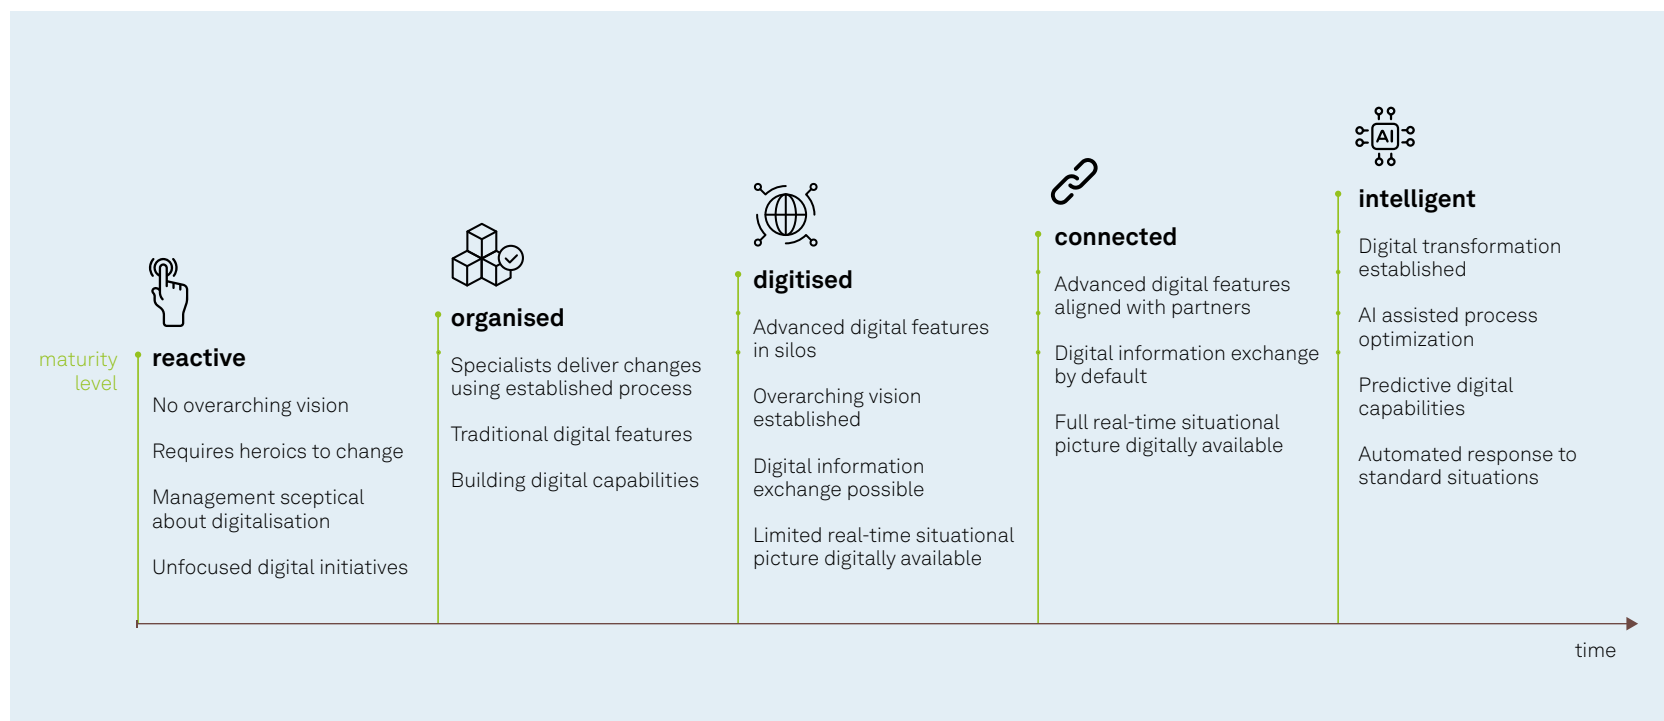 maturity
level
reactive
No overarching vision
Requires heroics to change
Management sceptical
about digitalisation
Unfocused digital initiatives
organised
Specialists deliver changes
using established process
Traditional digital features
Building digital capabilities
digitised
Advanced digital features
in silos
Overarching vision
established
Digital information
exchange possible
Limited real-time situational
picture digitally available
connected
Advanced digital features
aligned with partners
Digital information exchange
by default
Full real-time situational
picture digitally available
AI
intelligent
Digital transformation
established
AI assisted process
optimization
Predictive digital
capabilities
Automated response to
standard situations
time